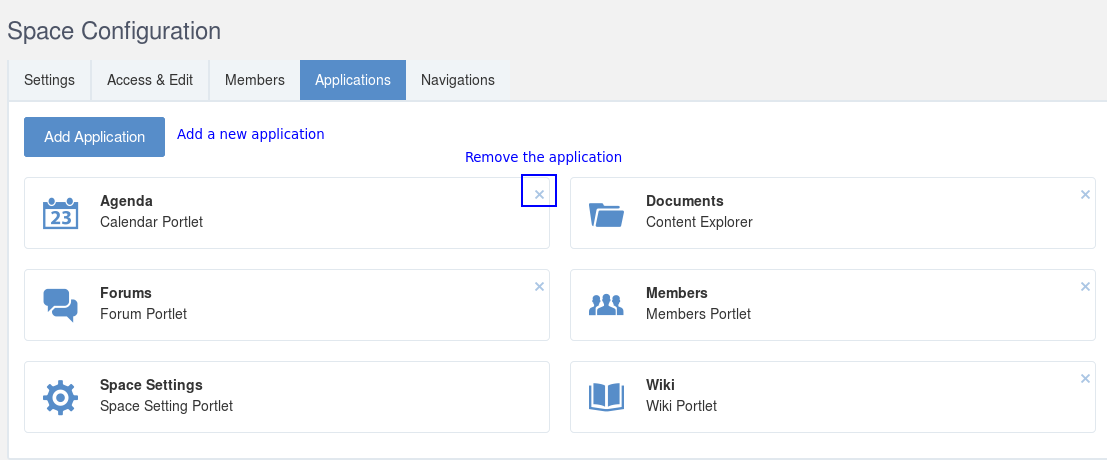 Space Configuration
Settings Access & Edit Members Applications Navigations
Add Application Add a new application
Remove the application
Agenda
Calendar Portlet
Documents
Content Explorer
23
Forums
Forum Portlet
Members
Members Portlet
Space Settings
Space Setting Portlet
Wiki
Wiki Portlet